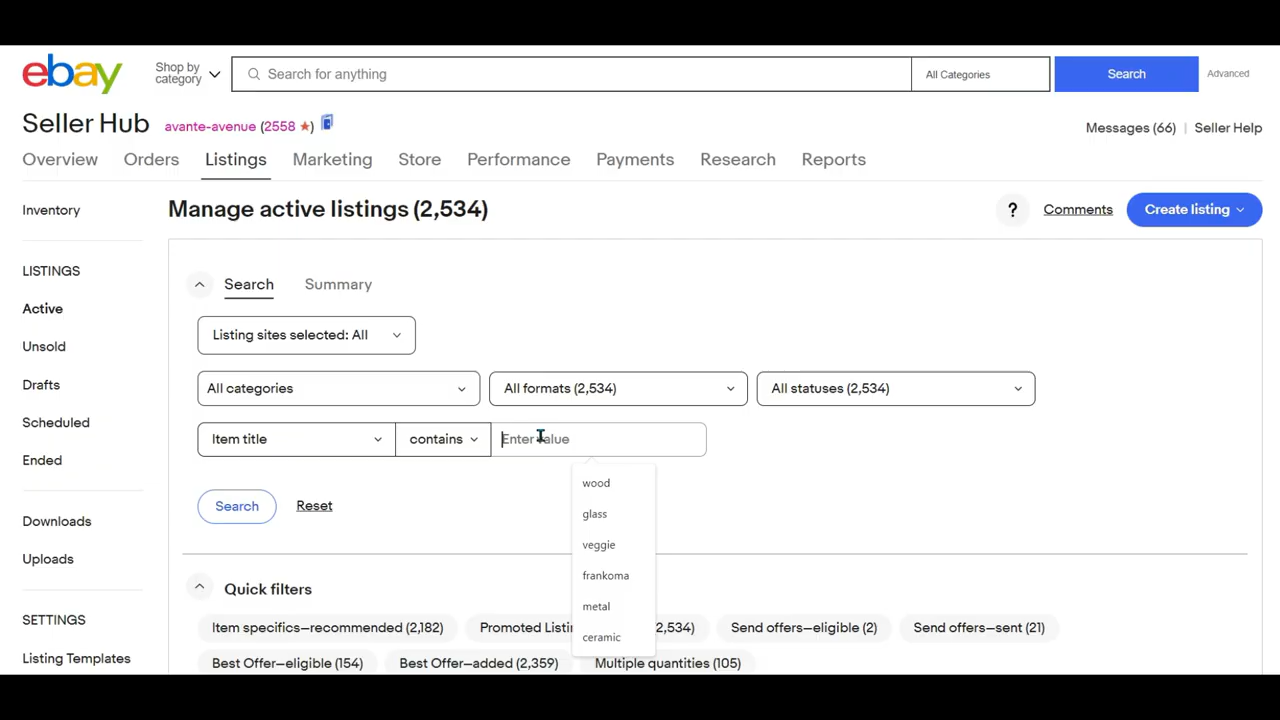 ebay
Shop by category
Search for anything
All Categories
Search
Advanced
Seller Hub
avante-avenue (2558 ★)
Messages (66) | Seller Help
Overview Orders Listings Marketing Store Performance Payments Research Reports
Inventory
LISTINGS
Active
Unsold
Drafts
Scheduled
Ended
Downloads
Uploads
SETTINGS
Listing Templates
Manage active listings (2,534)
?
Comments
Create listing
Search
Summary
Listing sites selected: All
All categories
All formats (2,534)
All statuses (2,534)
Item title
contains
Enter value
wood
glass
veggie
frankoma
metal
ceramic
Search
Reset
Quick filters
Item specifics–recommended (2,182)
Promoted Listin 2,534)
Send offers–eligible (2)
Send offers–sent (21)
Best Offer–eligible (154)
Best Offer–added (2,359)
Multiple quantities (105)